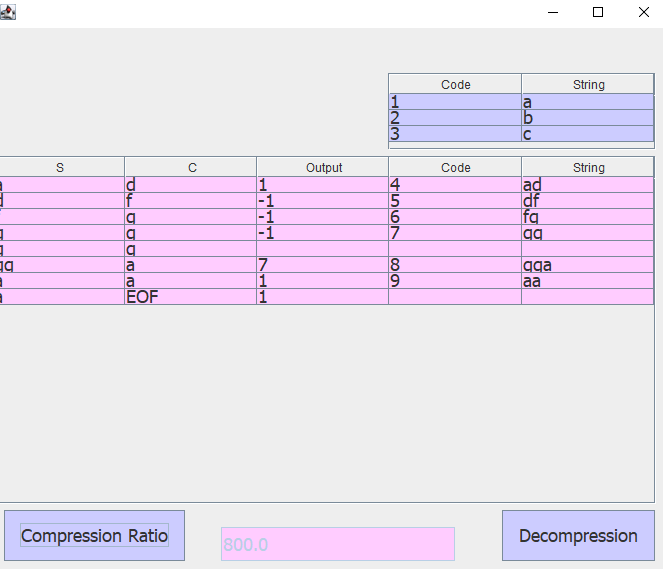 Code String
1 a
2 b
3 c
S C Output Code String
a d 1 4 ad
d f -1 5 df
g -1 6 fg
g g -1 7 gg
g g
gg a 7 8 gga
a a 1 9 aa
a EOF 1
Compression Ratio 800.0 Decompression